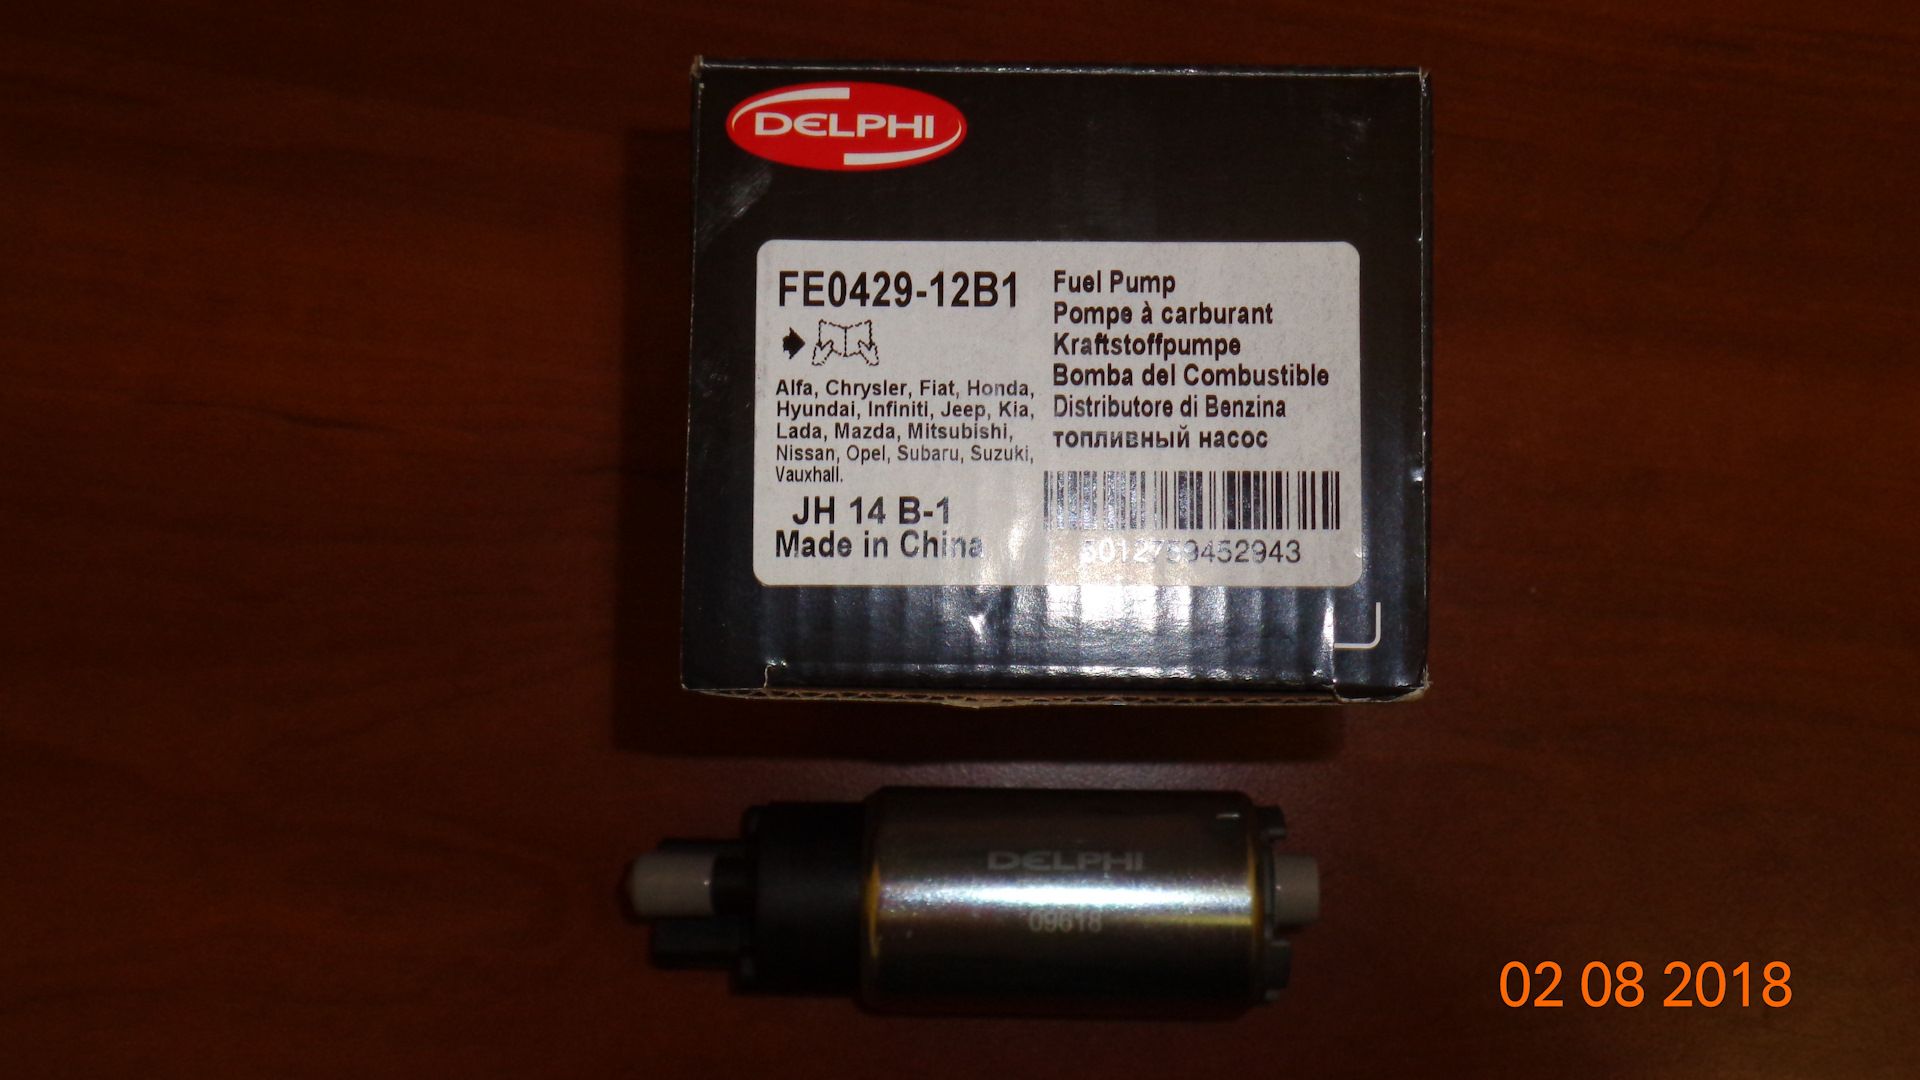 DELPHI
FE0429-12B1
Alfa, Chrysler, Fiat, Honda,
Hyundai, Infiniti, Jeep, Kia,
Lada, Mazda, Mitsubishi,
Nissan, Opel, Subaru, Suzuki,
Vauxhall.
JH 14 B-1
Made in China
Fuel Pump
Pompe à carburant
Kraftstoffpumpe
Bomba del Combustible
Distributore di Benzina
топливный насос
5012759452943
DELPHI
09618
02 08 2018